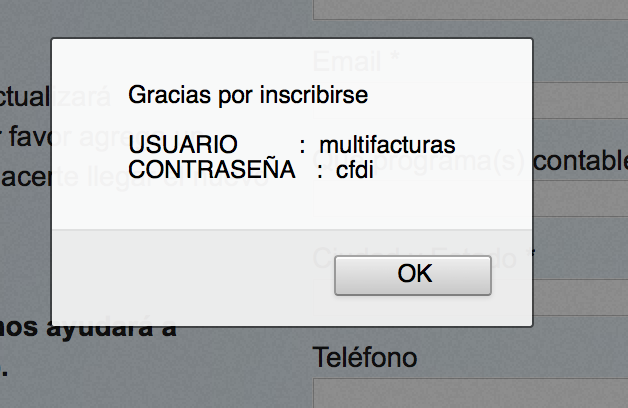 Email *
ctualizará
Gracias por inscribirse
r favor agre
USUARIO : multifacturas
programa(s) contable
CONTRASEÑA : cfdi
acerte llegar el nuevo
Ciudad y Estado *
OK
nos ayudará a
Teléfono